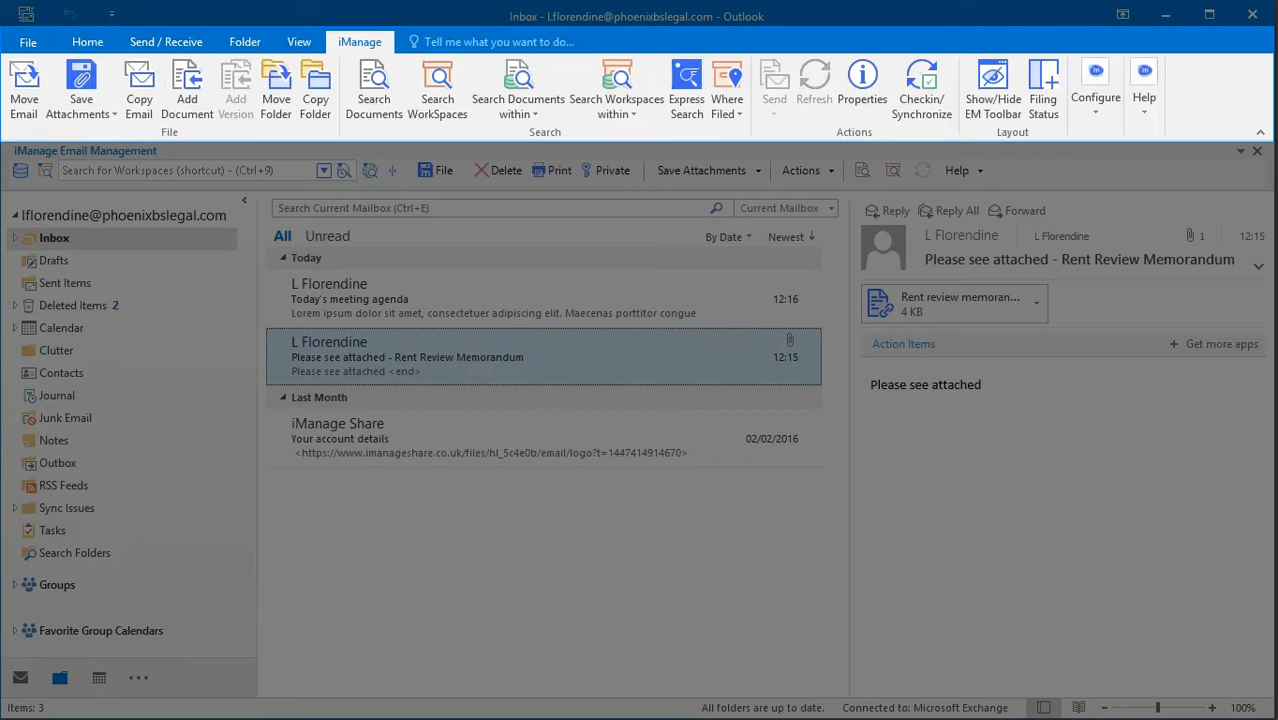 Inbox - Lflorendine@phoenixbslegal.com - Outlook
File Home Send / Receive Folder View iManage Tell me what you want to do...
Move Email
Save Attachments
Copy Email
Add Document
Add Version
Move Folder
Copy Folder
File
Search Documents
Search WorkSpaces
Search Documents within
Search Workspaces within
Express Search
Where Filed
Search
Send
Refresh
Properties
Checkin/ Synchronize
Actions
Show/Hide EM Toolbar
Filing Status
Layout
Configure
Help
iManage Email Management
Search for Workspaces (shortcut) - (Ctrl+9) File Delete Print Private Save Attachments Actions Help
lflorendine@phoenixbslegal.com
Inbox
Drafts
Sent Items
Deleted Items 2
Calendar
Clutter
Contacts
Journal
Junk Email
Notes
Outbox
RSS Feeds
Sync Issues
Tasks
Search Folders
Groups
Favorite Group Calendars
Search Current Mailbox (Ctrl+E) Current Mailbox
All Unread By Date Newest
Today
L Florendine
Today's meeting agenda 12:16
Lorem ipsum dolor sit amet, consectetuer adipiscing elit. Maecenas porttitor congue
L Florendine
Please see attached - Rent Review Memorandum 12:15
Please see attached <end>
Last Month
iManage Share
Your account details 02/02/2016
<https://www.imanageshare.co.uk/files/hl_5c4e0b/email/logo?t=1447414914670>
Reply Reply All Forward
L Florendine L Florendine 1 12:15
Please see attached - Rent Review Memorandum
Rent review memoran...
4 KB
Action Items + Get more apps
Please see attached
Items: 3 All folders are up to date. Connected to: Microsoft Exchange 100%